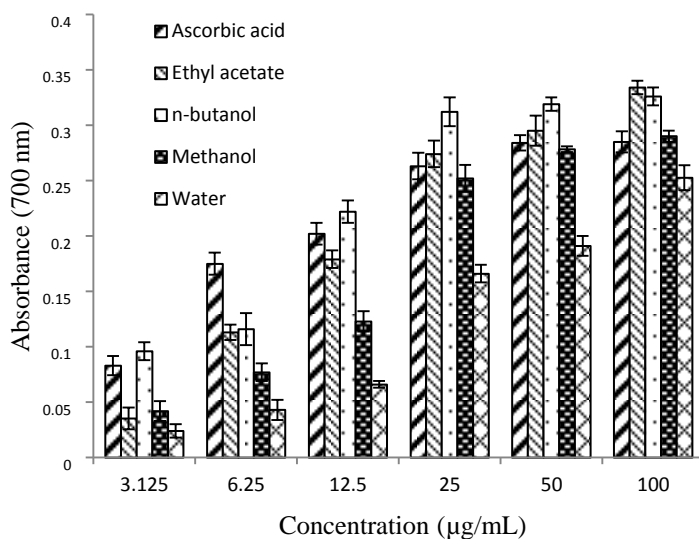 0.4
0.35
0.3
0.25
0.2
0.15
0.1
0.05
0
Absorbance (700 nm)
Ascorbic acid
Ethyl acetate
n-butanol
Methanol
Water
3.125 6.25 12.5 25 50 100
Concentration (µg/mL)